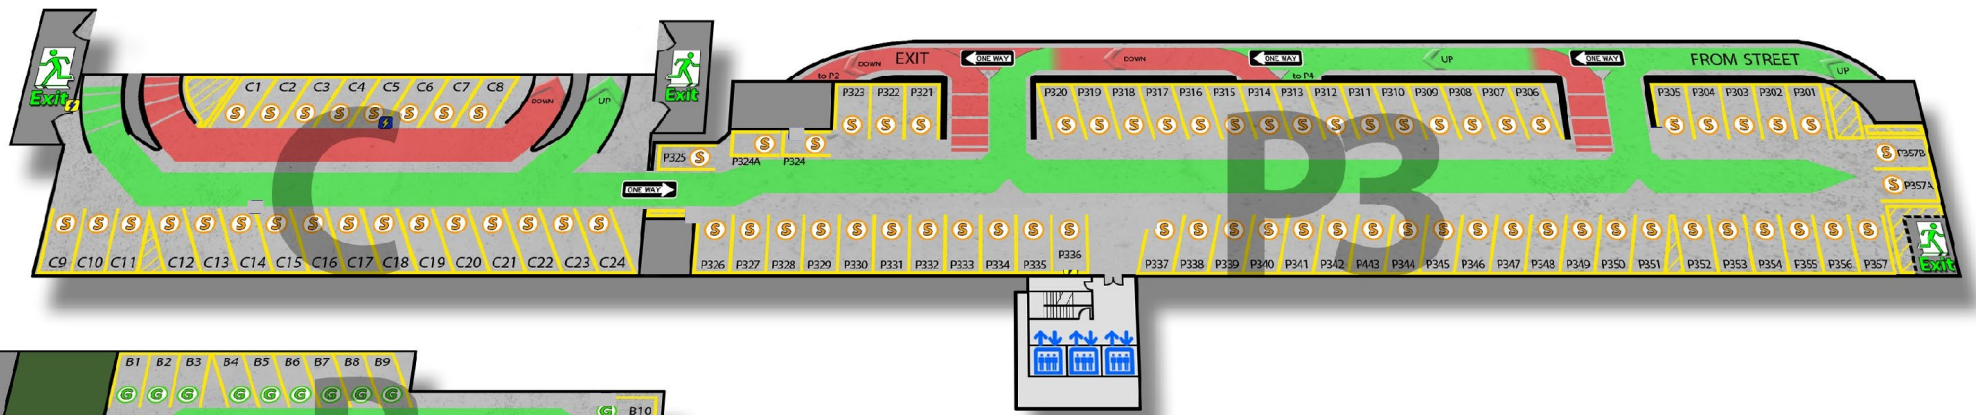 EXIT
DOWN
ONE WAY
DOWN
ONE WAY
UP
ONE WAY
FROM STREET
UP
to P2
to P4
Exit
Exit
C1 C2 C3 C4 C5 C6 C7 C8
DOWN
UP
P323 P322 P321
P320 P319 P318 P317 P316 P315 P314 P313 P312 P311 P310 P309 P308 P307 P306
P305 P304 P303 P302 P301
S S S S S S S S
S S S
S S S S S S S S S S S S S S S
S S S S S
C
P3
P325 S
S S
P324A P324
S P357B
S P357A
ONE WAY
S S S S S S S S S S S S S S S S
C9 C10 C11 C12 C13 C14 C15 C16 C17 C18 C19 C20 C21 C22 C23 C24
S S S S S S S S S S S
P326 P327 P328 P329 P330 P331 P332 P333 P334 P335 P336
S S S S S S S S S S S S S S S S S S S S S
P337 P338 P339 P340 P341 P342 P443 P344 P345 P346 P347 P348 P349 P350 P351 P352 P353 P354 P355 P356 P357
Exit
B1 B2 B3 B4 B5 B6 B7 B8 B9
G G G G G G G G G
G B10